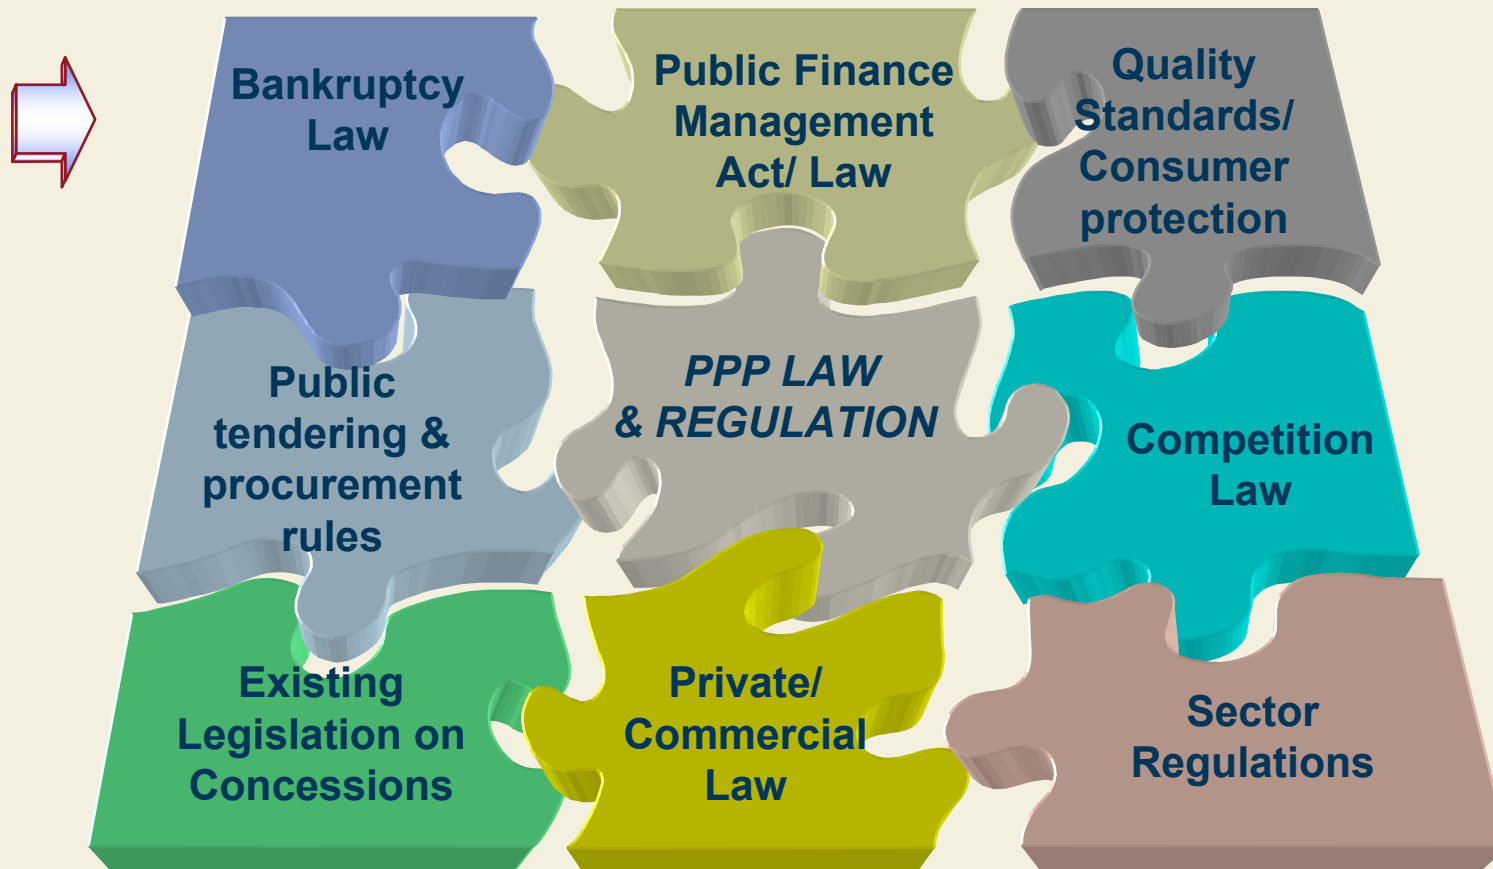 Bankruptcy
Law
Public Finance
Management
Act/ Law
Quality
Standards/
Consumer
protection
Public
tendering &
procurement
rules
PPP LAW
& REGULATION
Competition
Law
Existing
Legislation on
Concessions
Private/
Commercial
Law
Sector
Regulations